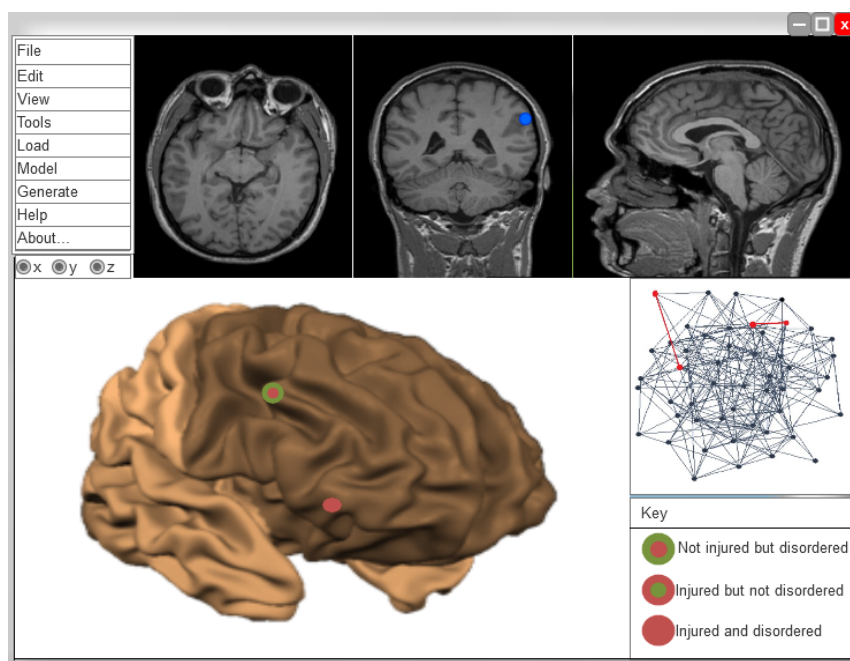 x
File
Edit
View
Tools
Load
Model
Generate
Help
About...
x y z
Key
Not injured but disordered
Injured but not disordered
Injured and disordered